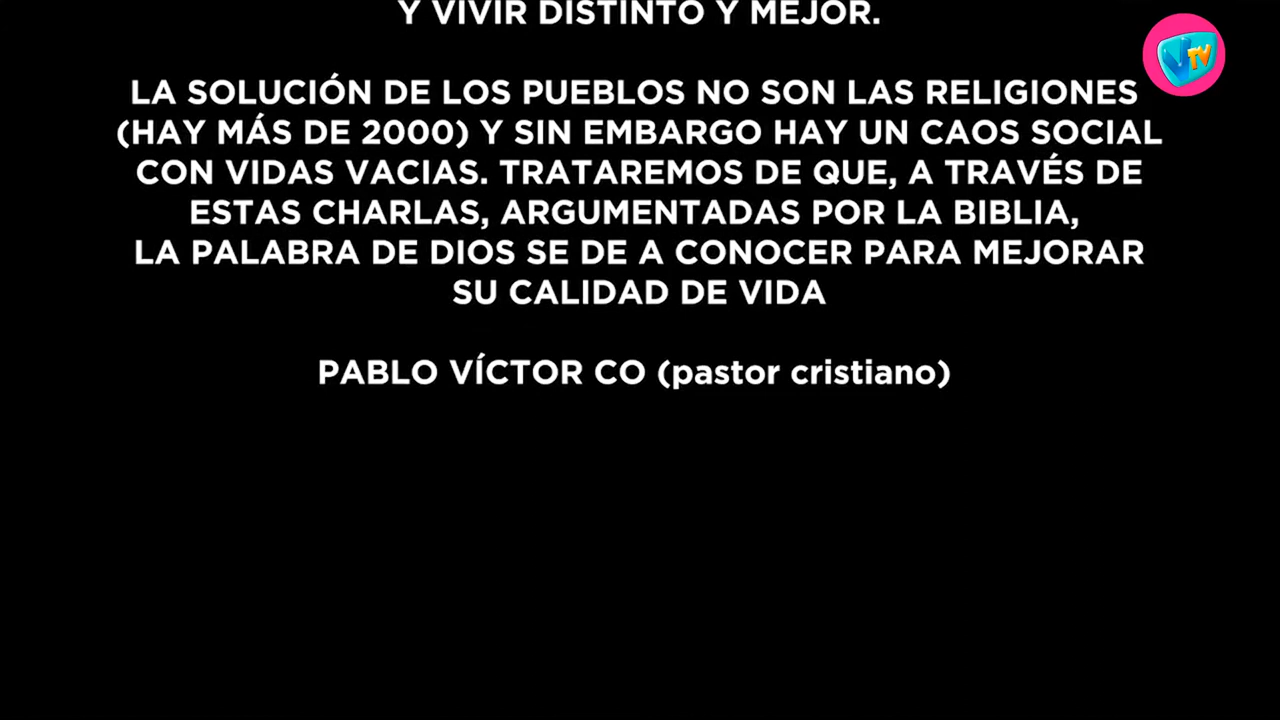 Y VIVIR DISTINTO Y MEJOR.
LA SOLUCIÓN DE LOS PUEBLOS NO SON LAS RELIGIONES
(HAY MÁS DE 2000) Y SIN EMBARGO HAY UN CAOS SOCIAL
CON VIDAS VACIAS. TRATAREMOS DE QUE, A TRAVÉS DE
ESTAS CHARLAS, ARGUMENTADAS POR LA BIBLIA,
LA PALABRA DE DIOS SE DE A CONOCER PARA MEJORAR
SU CALIDAD DE VIDA
PABLO VÍCTOR CO (pastor cristiano)
VTV